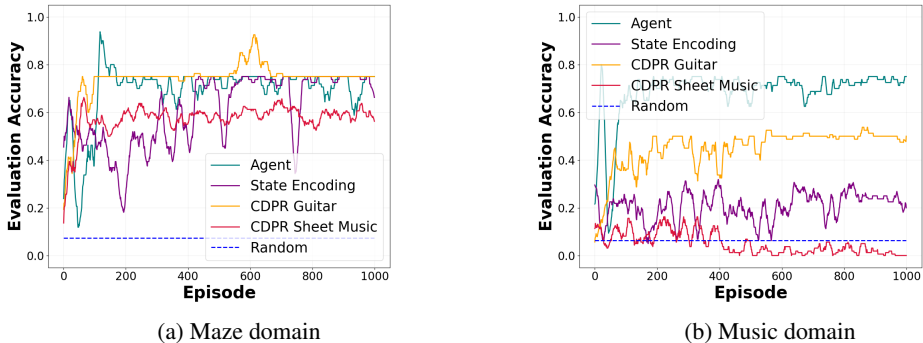 1.0
0.8
0.6
0.4
0.2
0.0
Evaluation Accuracy
0 200 400 600 800 1000
Episode
Agent
State Encoding
CDPR Guitar
CDPR Sheet Music
Random
(a) Maze domain
1.0
0.8
0.6
0.4
0.2
0.0
Evaluation Accuracy
0 200 400 600 800 1000
Episode
Agent
State Encoding
CDPR Guitar
CDPR Sheet Music
Random
(b) Music domain